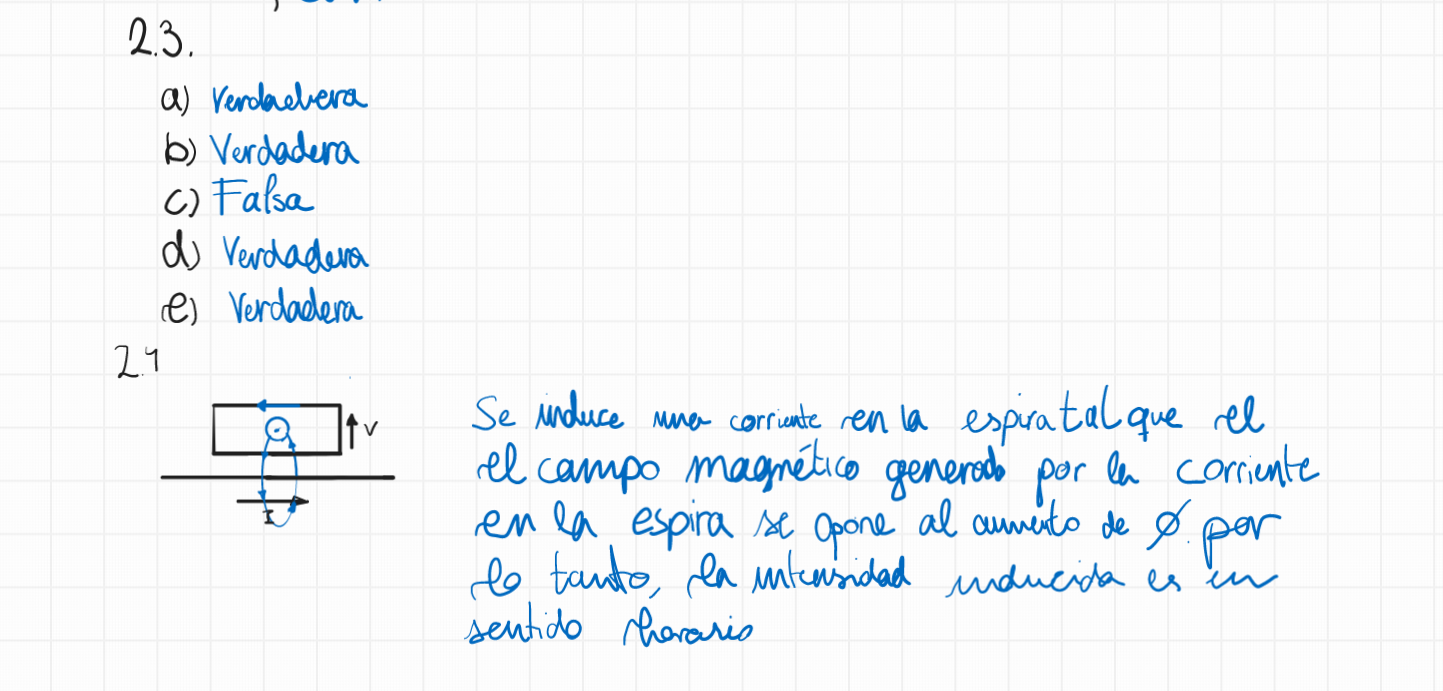 2.3.
a) Verdadera
b) Verdadera
c) Falsa
d) Verdadera
e) Verdadera
2.4
V
I
Se induce una corriente en la espira tal que el
el campo magnético generado por la corriente
en la espira se opone al aumento de Ø. por
lo tanto, la intensidad inducida es en
sentido horario